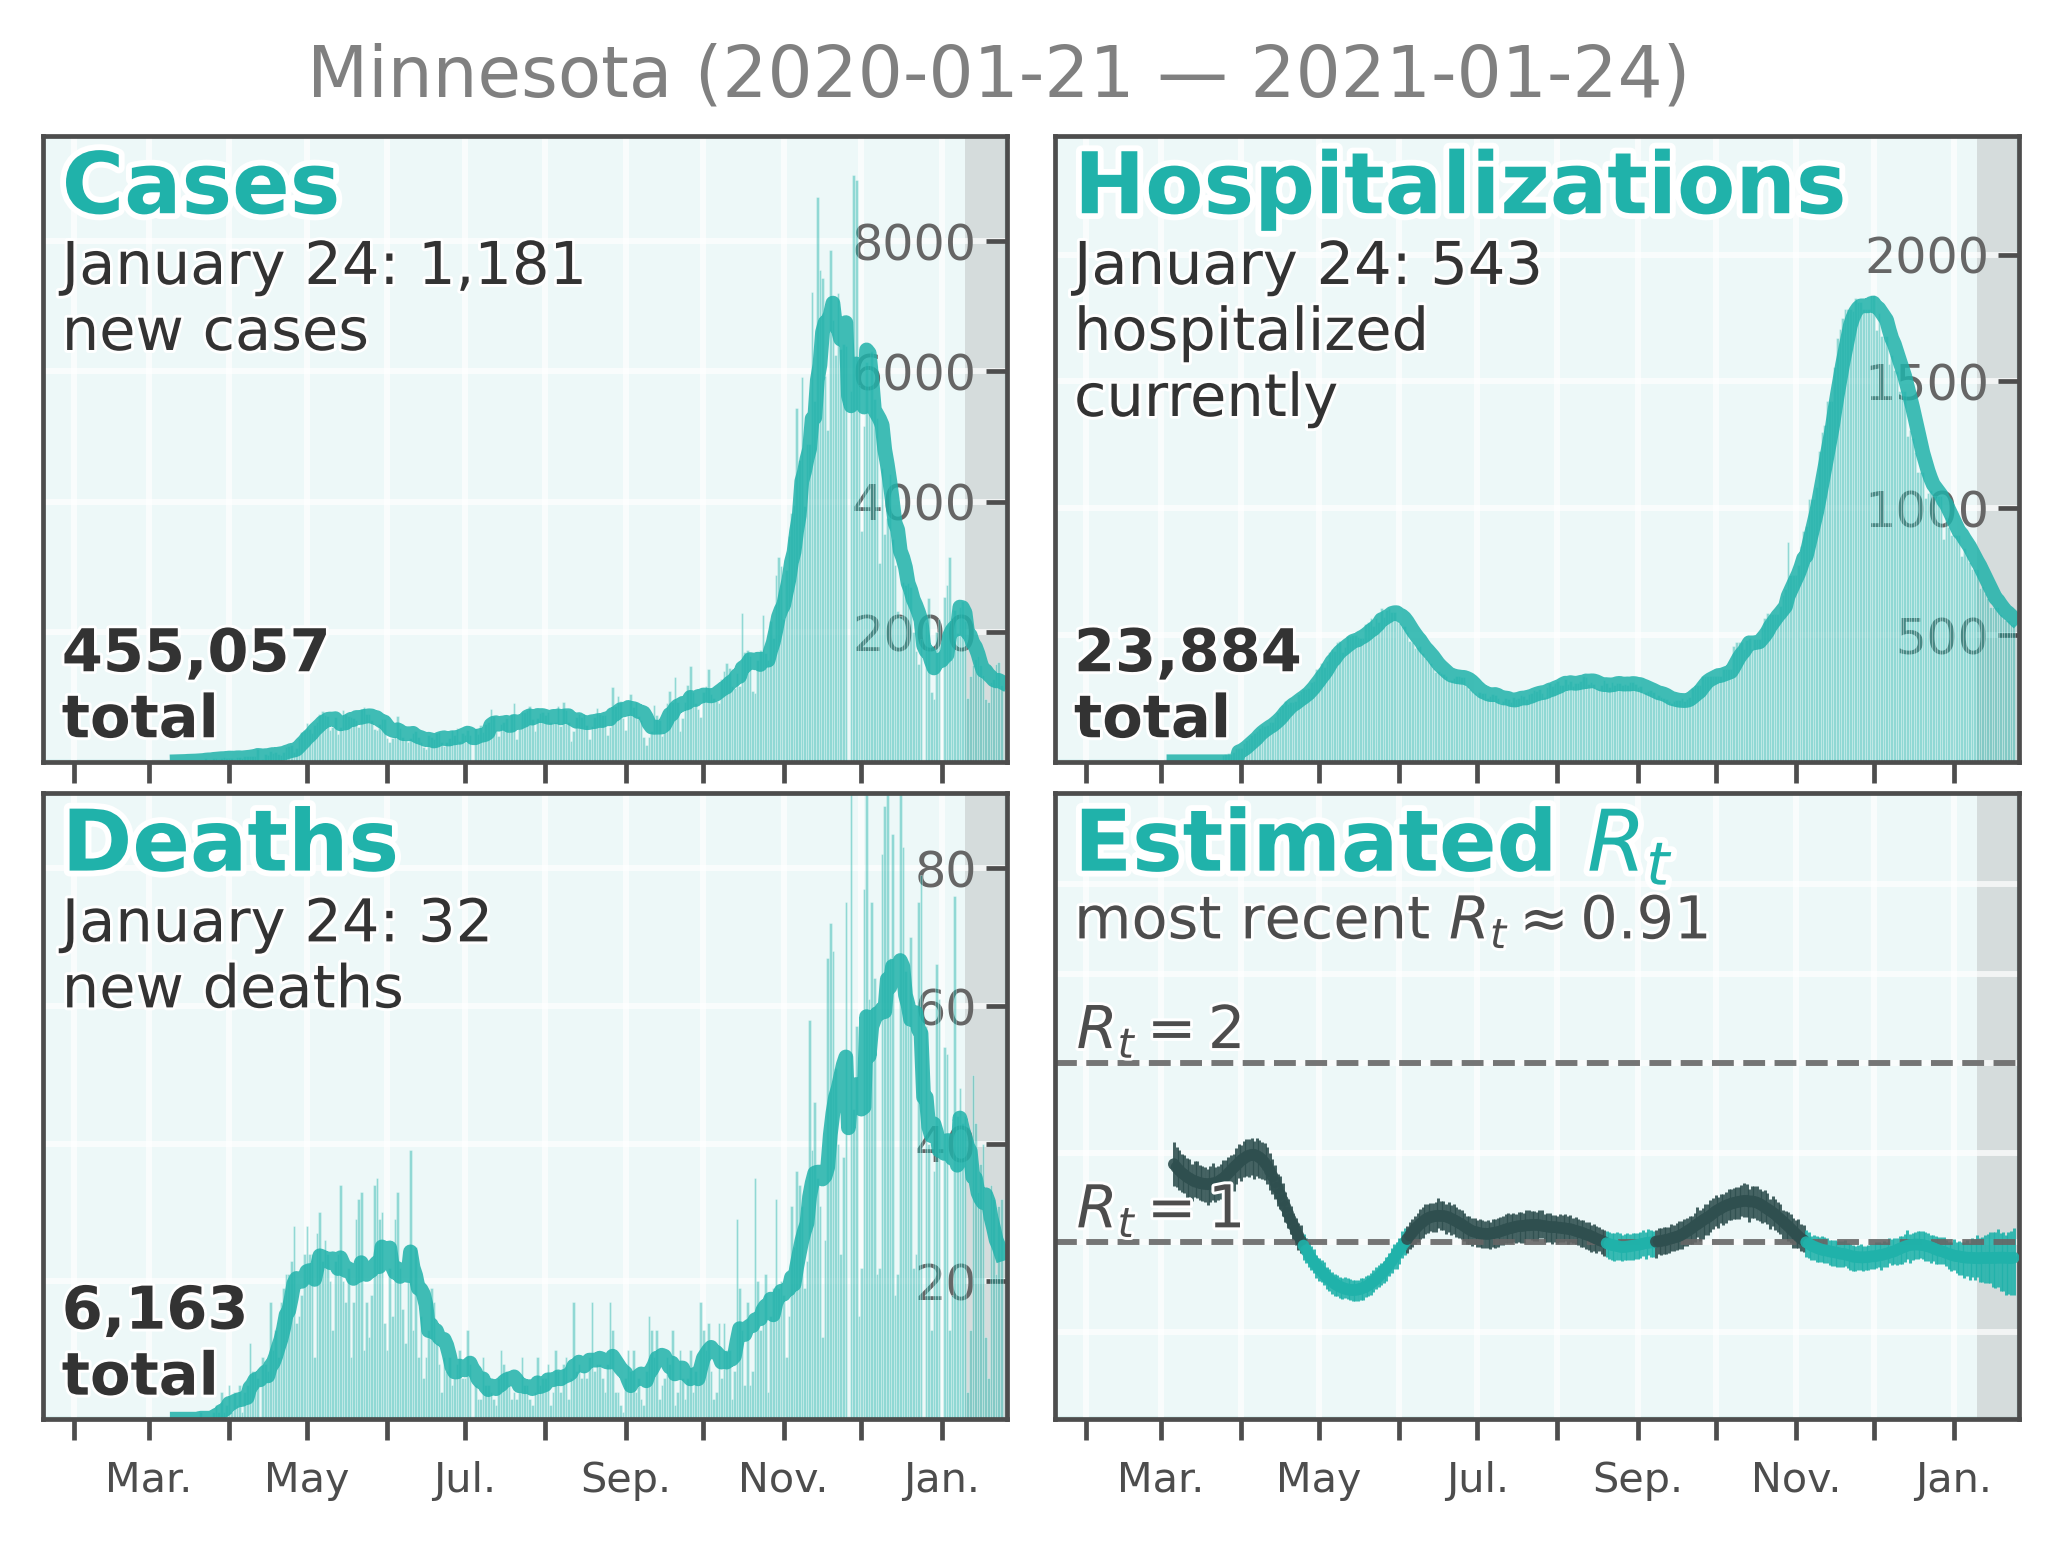 Minnesota (2020-01-21 — 2021-01-24)
Cases
January 24: 1,181
new cases
8000
6000
4000
2000
455,057
total
Hospitalizations
January 24: 543
hospitalized
currently
2000
1500
1000
500
23,884
total
Deaths
January 24: 32
new deaths
80
60
40
20
6,163
total
Mar. May Jul. Sep. Nov. Jan.
Estimated Rₜ
most recent Rₜ ≈ 0.91
Rₜ = 2
Rₜ = 1
Mar. May Jul. Sep. Nov. Jan.